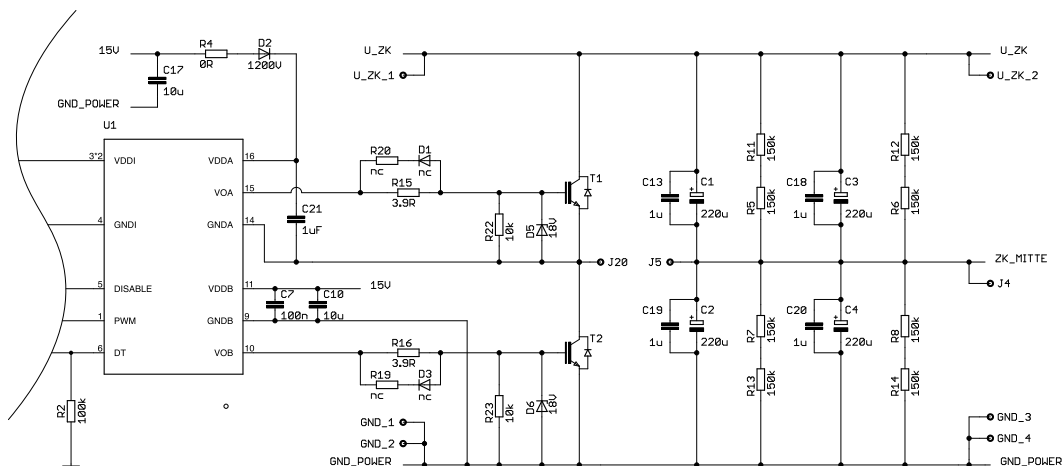 15V
R4
0R
D2
1200V
C17
10u
GND_POWER
U1
3*2 VDDI
4 GNDI
5 DISABLE
1 PWM
6 DT
VDDA 16
VOA 15
GNDA 14
VDDB 11
GNDB 9
VOB 10
R2
100k
C21
1uF
R20
nc
D1
nc
R15
3.9R
R22
10k
D5
18V
T1
J20
C7
100n
C10
10u
15V
R16
3.9R
R19
nc
D3
nc
R23
10k
D6
18V
T2
GND_1
GND_2
GND_POWER
U_ZK
U_ZK_1
U_ZK
U_ZK_2
C13
1u
C1
+
220u
R11
150k
R5
150k
C18
1u
C3
+
220u
R12
150k
R6
150k
J5
ZK_MITTE
J4
C19
1u
C2
220u
R7
150k
R13
150k
C20
1u
C4
220u
R8
150k
R14
150k
GND_3
GND_4
GND_POWER